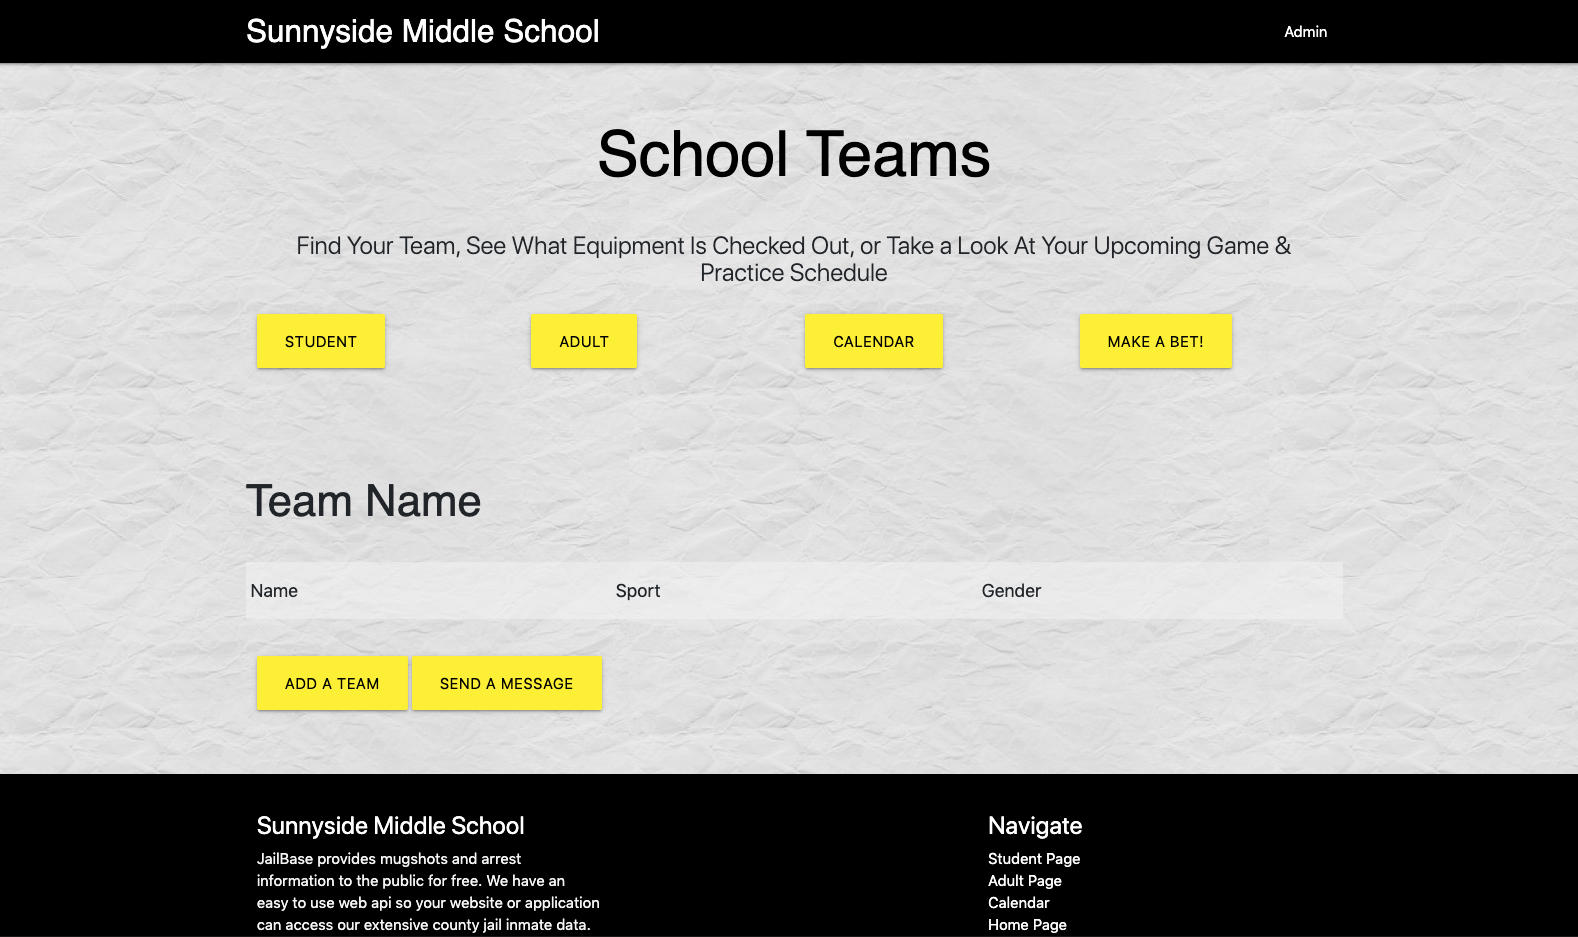 Sunnyside Middle School
Admin
School Teams
Find Your Team, See What Equipment Is Checked Out, or Take a Look At Your Upcoming Game &
Practice Schedule
STUDENT
ADULT
CALENDAR
MAKE A BET!
Team Name
Name
Sport
Gender
ADD A TEAM
SEND A MESSAGE
Sunnyside Middle School
JailBase provides mugshots and arrest
information to the public for free. We have an
easy to use web api so your website or application
can access our extensive county jail inmate data.
Navigate
Student Page
Adult Page
Calendar
Home Page